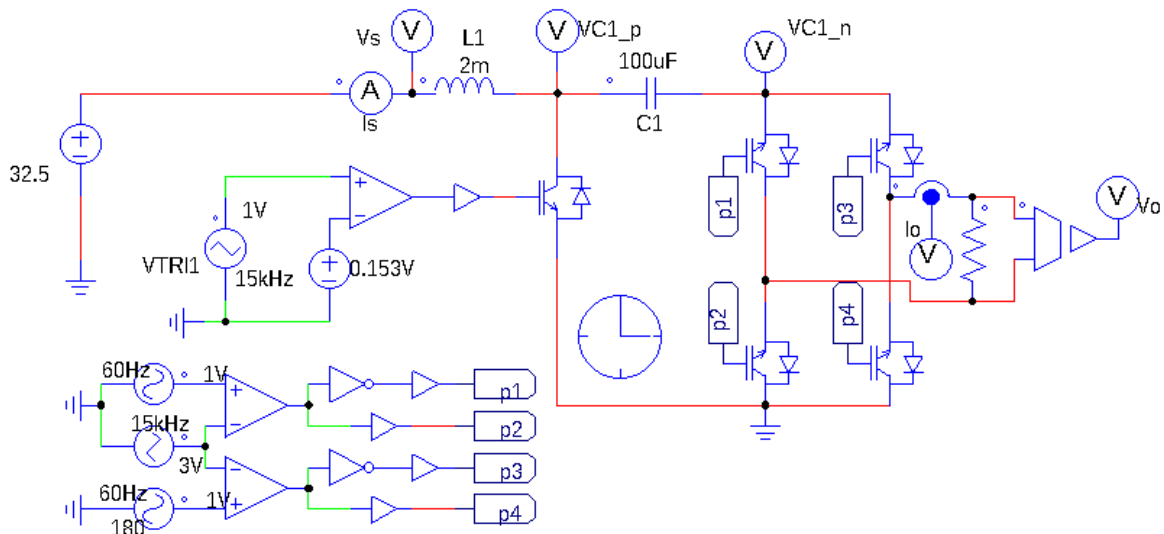 Vs
V
L1
2m
V
VC1_p
100uF
C1
VC1_n
V
A
Is
32.5
1V
VTRI1
15kHz
0.153V
p1
p3
p2
p4
Io
V
V
Vo
60Hz
1V
15kHz
3V
60Hz
1V
180
p1
p2
p3
p4